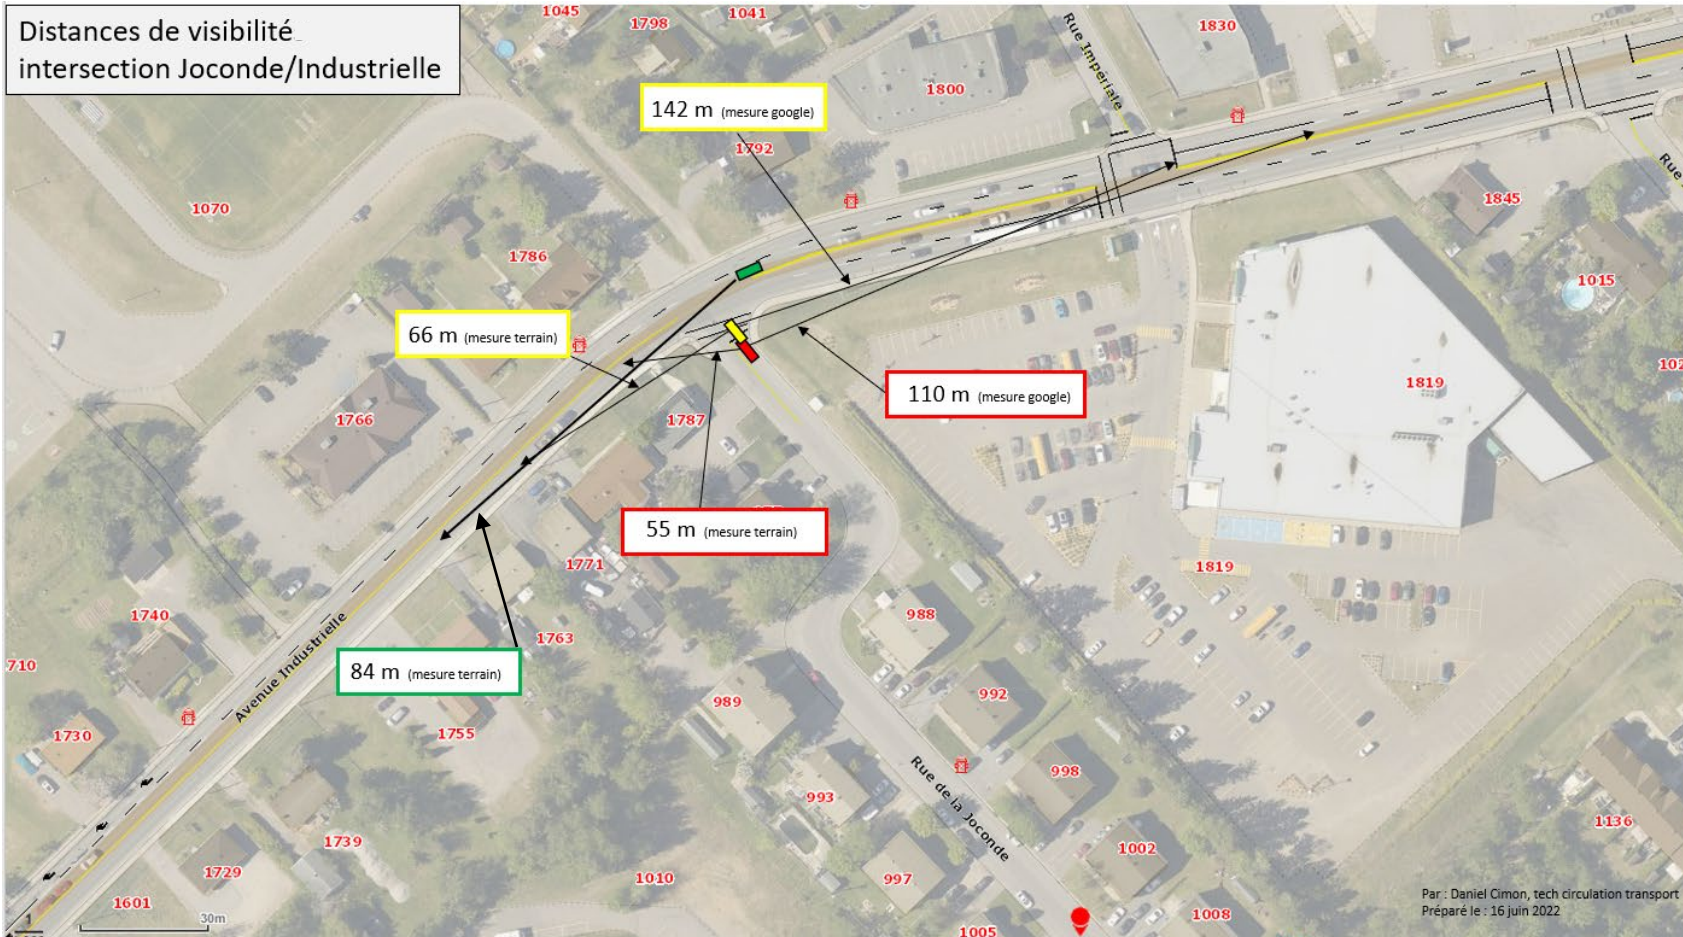 Distances de visibilité
intersection Joconde/Industrielle
1045
1798
1041
1830
Rue Impériale
142 m (mesure google)
1800
1792
1070
1845
Rue
1786
1015
66 m (mesure terrain)
102
110 m (mesure google)
1819
1766
1787
55 m (mesure terrain)
1771
1819
1740
988
1763
710
84 m (mesure terrain)
Avenue Industrielle
992
989
1730
1755
998
993
Rue de la Joconde
1136
1739
1002
1729
997
1010
1601
30m
1
1008
1005
Par : Daniel Cimon, tech circulation transport
Préparé le : 16 juin 2022